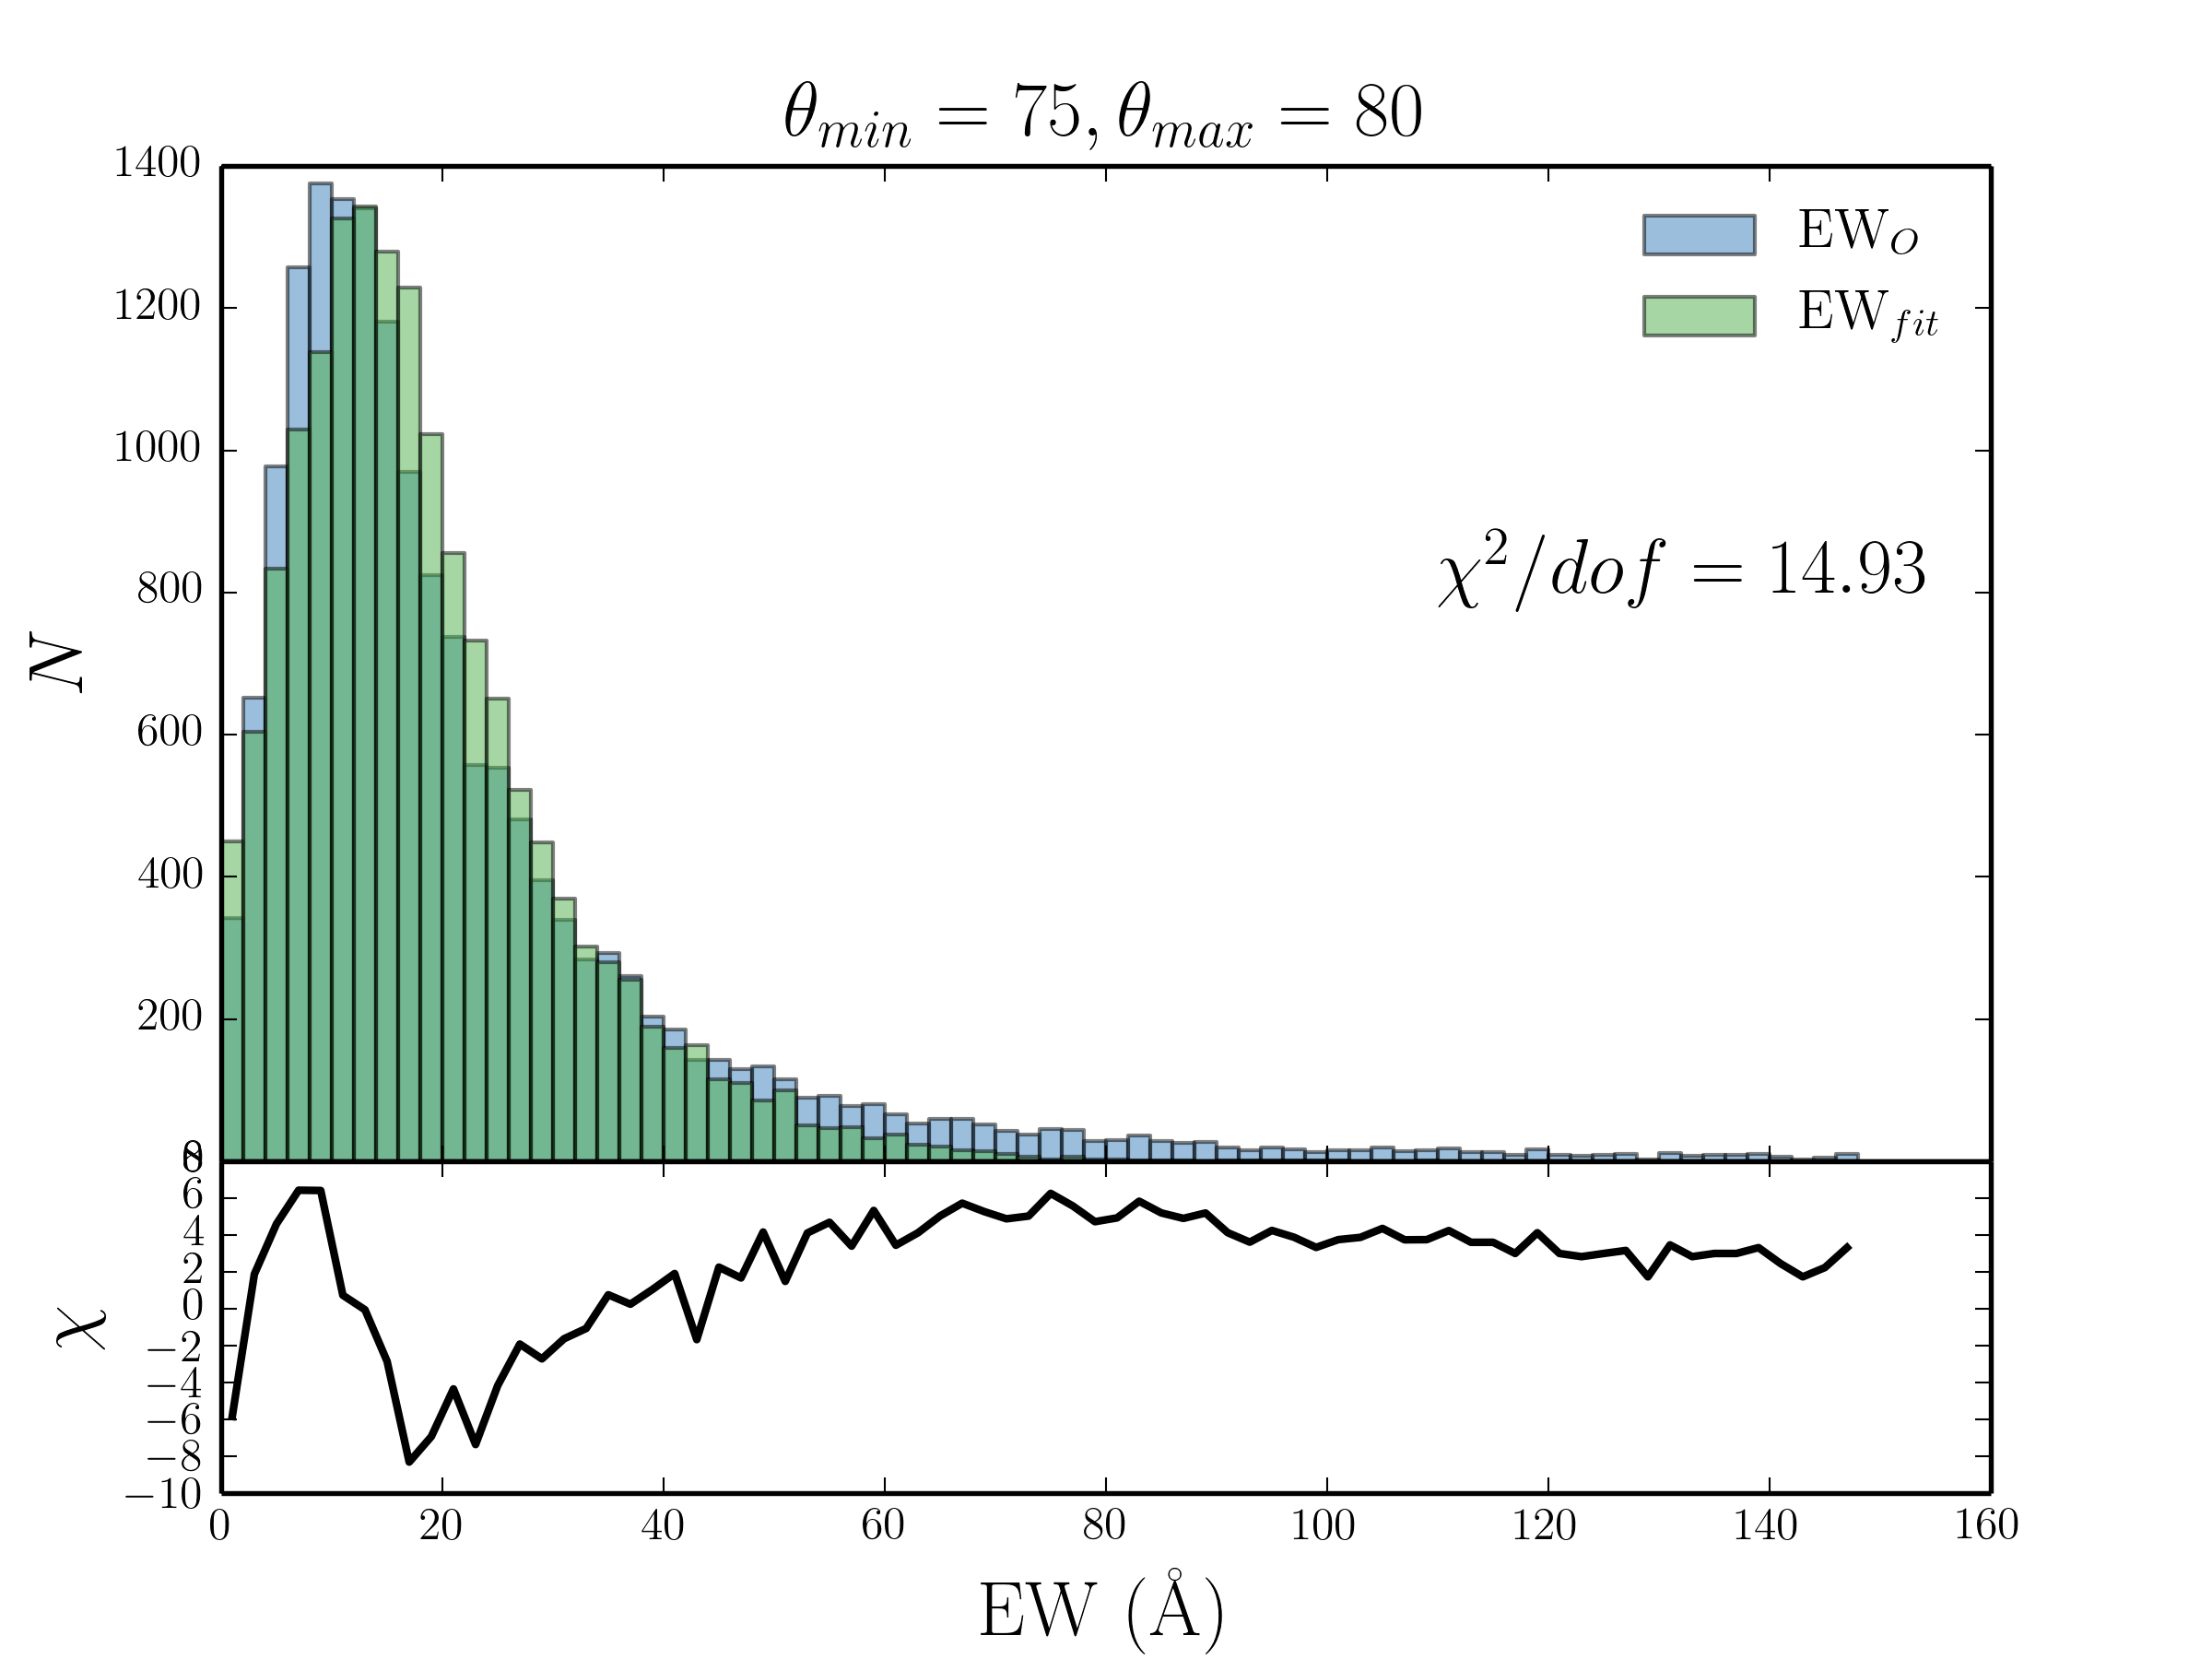 θ_min = 75, θ_max = 80
1400
1200
1000
800
600
400
200
0
N
EW_O
EW_fit
χ²/dof = 14.93
8
6
4
2
0
−2
−4
−6
−8
−10
χ
0 20 40 60 80 100 120 140 160
EW (Å)